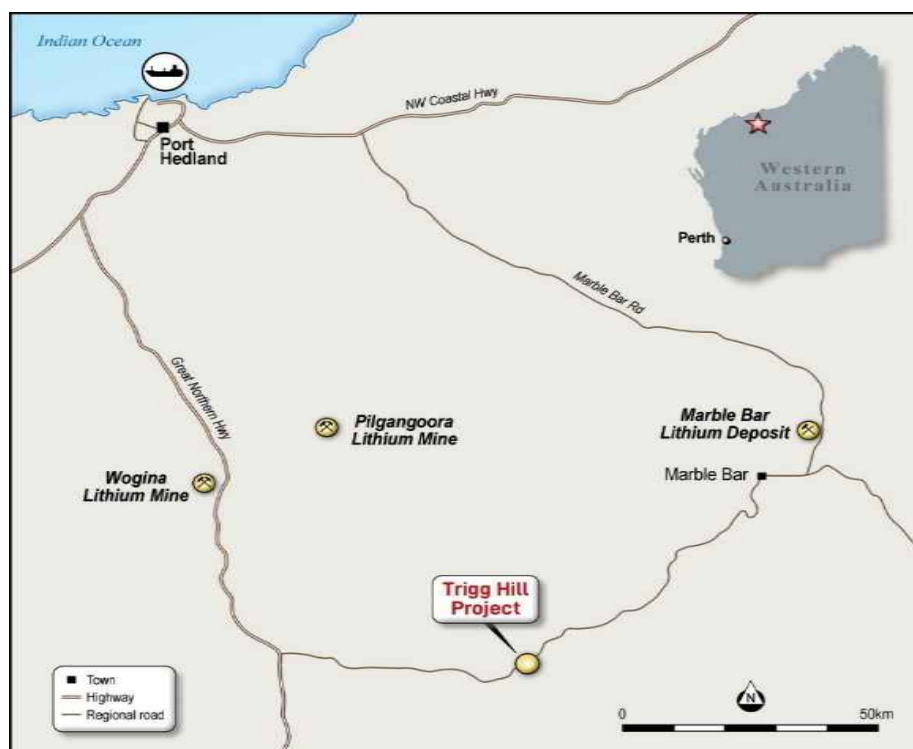 Indian Ocean
NW Coastal Hwy
Port
Hedland
Western
Australia
Perth
Marble Bar Rd
Great Northern Hwy
Pilgangoora
Lithium Mine
Marble Bar
Lithium Deposit
Wogina
Lithium Mine
Marble Bar
Trigg Hill
Project
Town
Highway
Regional road
N
0
50km